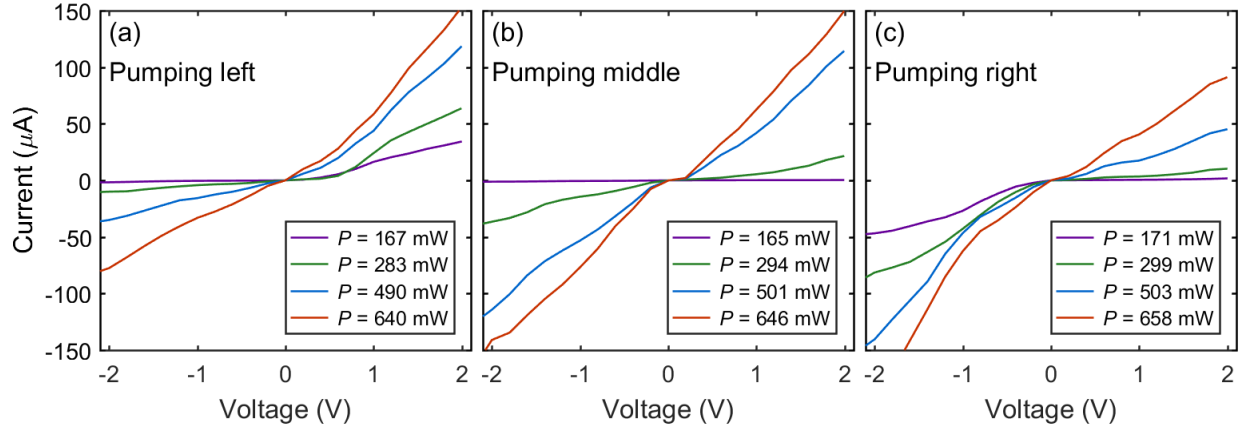 (a)
Pumping left
(b)
Pumping middle
(c)
Pumping right
Current (μA)
150
100
50
0
-50
-100
-150
P = 167 mW
P = 283 mW
P = 490 mW
P = 640 mW
P = 165 mW
P = 294 mW
P = 501 mW
P = 646 mW
P = 171 mW
P = 299 mW
P = 503 mW
P = 658 mW
-2 -1 0 1 2
-2 -1 0 1 2
-2 -1 0 1 2
Voltage (V)
Voltage (V)
Voltage (V)